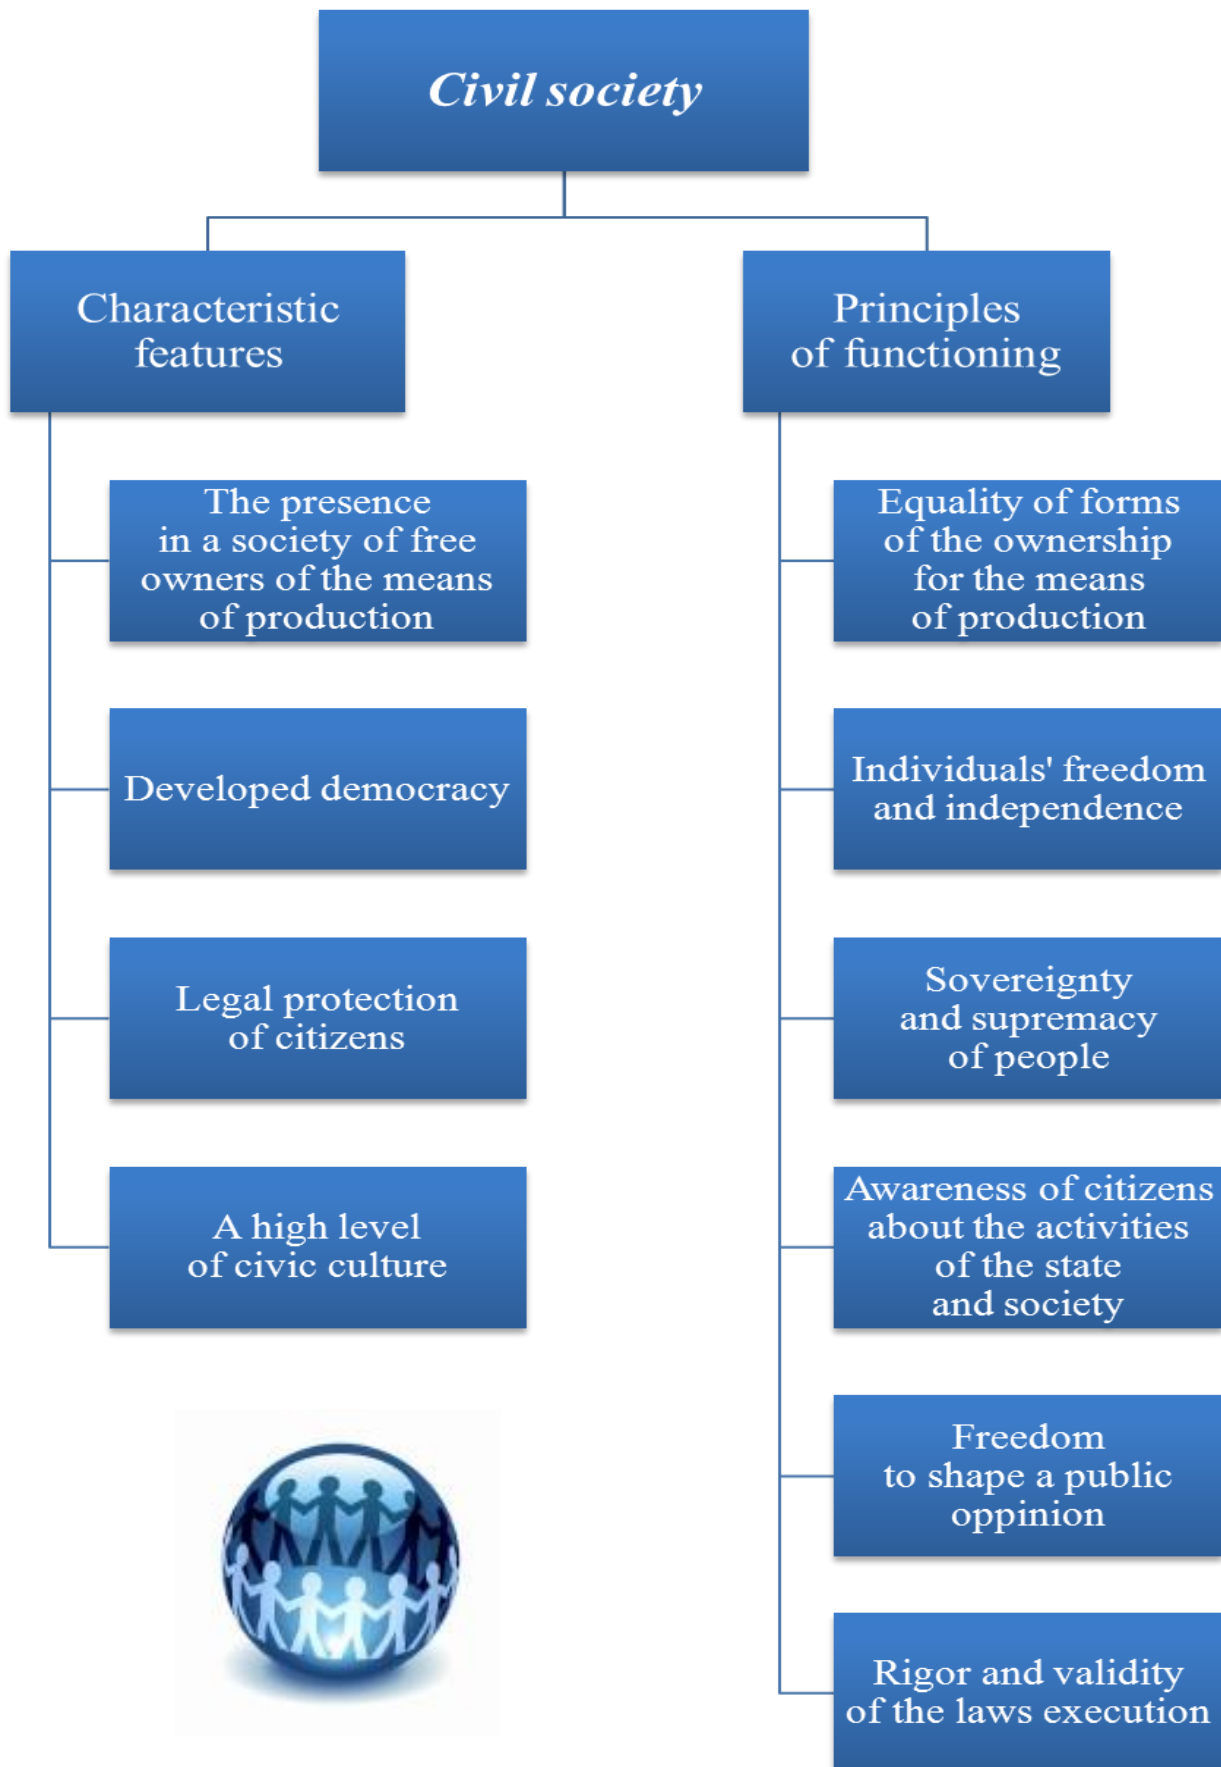 Civil society
Characteristic
features
The presence
in a society of free
owners of the means
of production
Developed democracy
Legal protection
of citizens
A high level
of civic culture
Principles
of functioning
Equality of forms
of the ownership
for the means
of production
Individuals' freedom
and independence
Sovereignty
and supremacy
of people
Awareness of citizens
about the activities
of the state
and society
Freedom
to shape a public
oppinion
Rigor and validity
of the laws execution